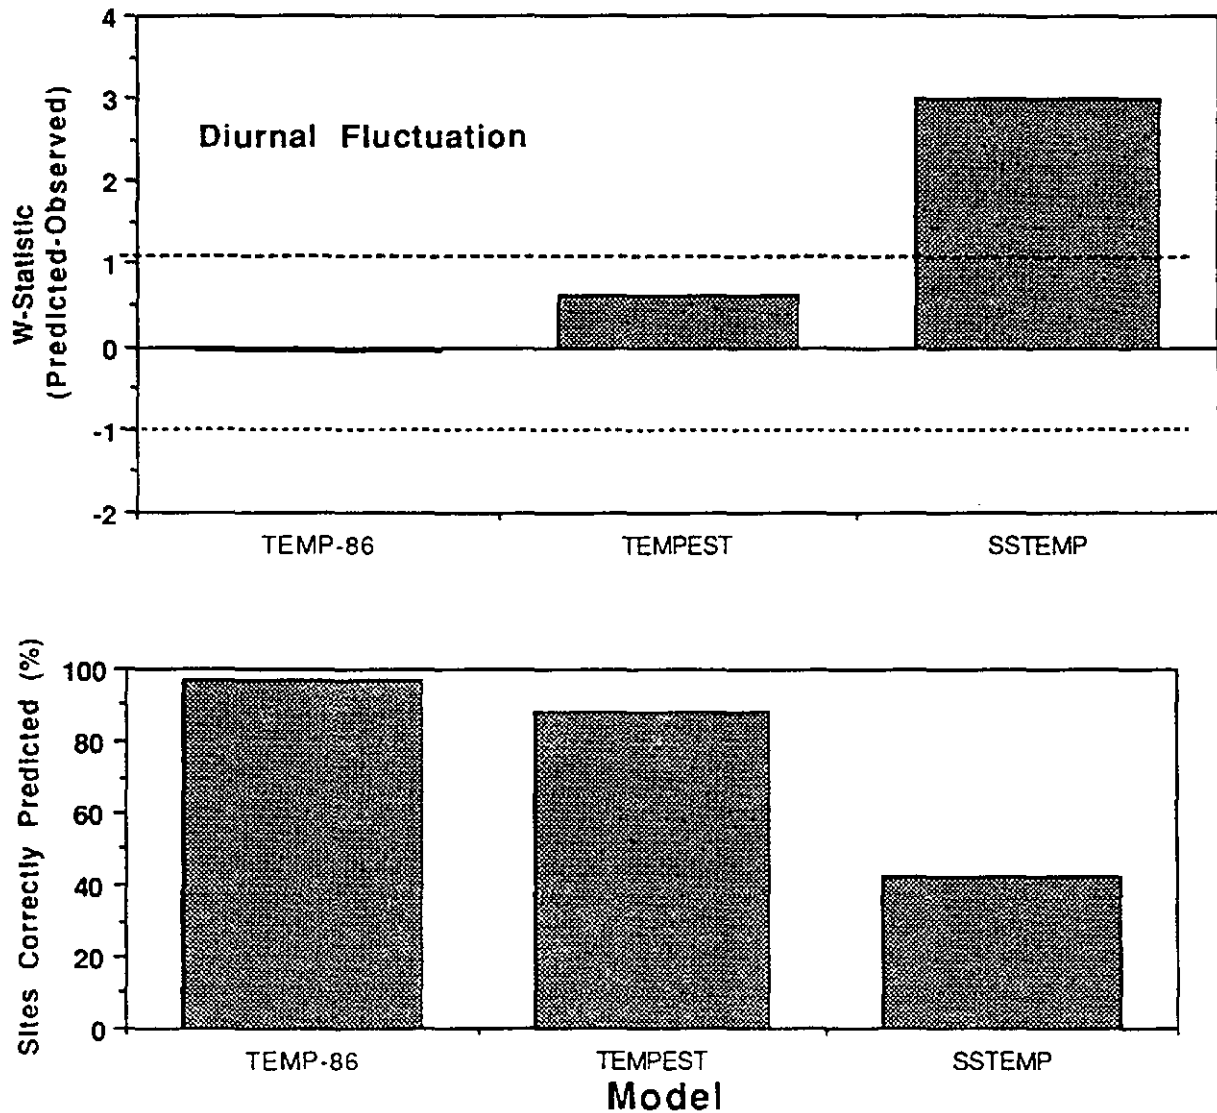 4
3
2
1
0
-1
-2
W-Statistic
(Predicted-Observed)
Diurnal Fluctuation
TEMP-86 TEMPEST SSTEMP
100
80
60
40
20
0
Sites Correctly Predicted (%)
TEMP-86 TEMPEST SSTEMP
Model